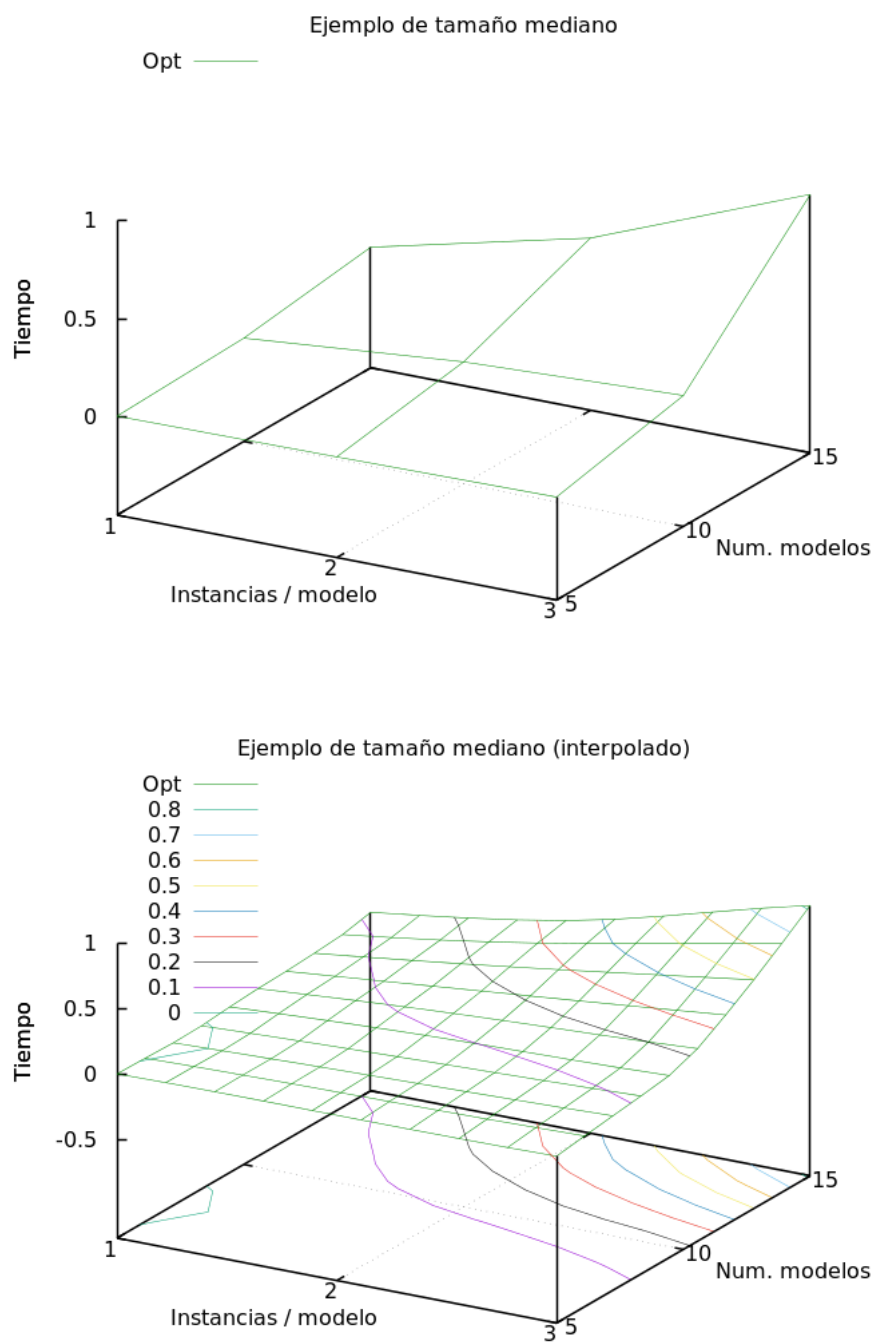 Ejemplo de tamaño mediano
Opt
1
0.5
0
Tiempo
1
2
3
5
10
15
Instancias / modelo
Num. modelos
Ejemplo de tamaño mediano (interpolado)
Opt
0.8
0.7
0.6
0.5
0.4
0.3
0.2
0.1
0
1
0.5
0
-0.5
Tiempo
1
2
3
5
10
15
Instancias / modelo
Num. modelos